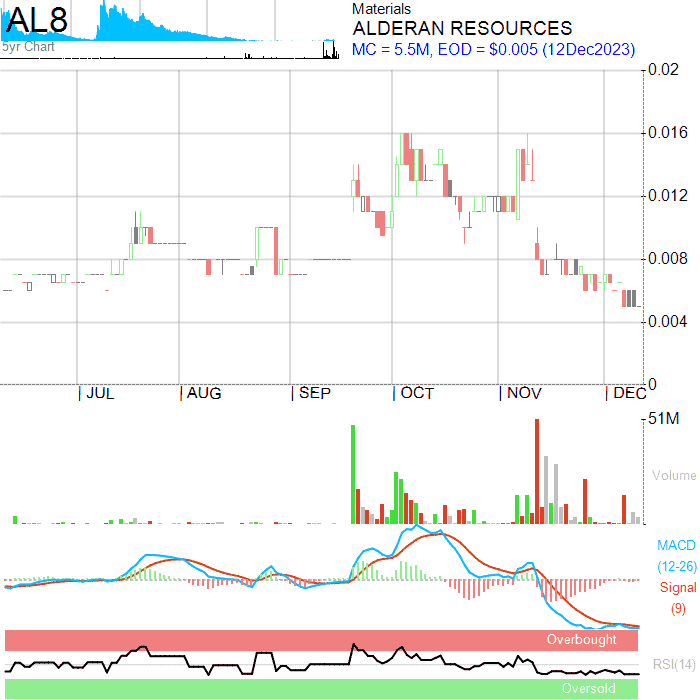 AL8
5yr Chart
Materials
ALDERAN RESOURCES
MC = 5.5M, EOD = $0.005 (12Dec2023)
0.02
0.016
0.012
0.008
0.004
0
| JUL | AUG | SEP | OCT | NOV | DEC
51M
Volume
MACD
(12-26)
Signal
(9)
Overbought
RSI(14)
Oversold